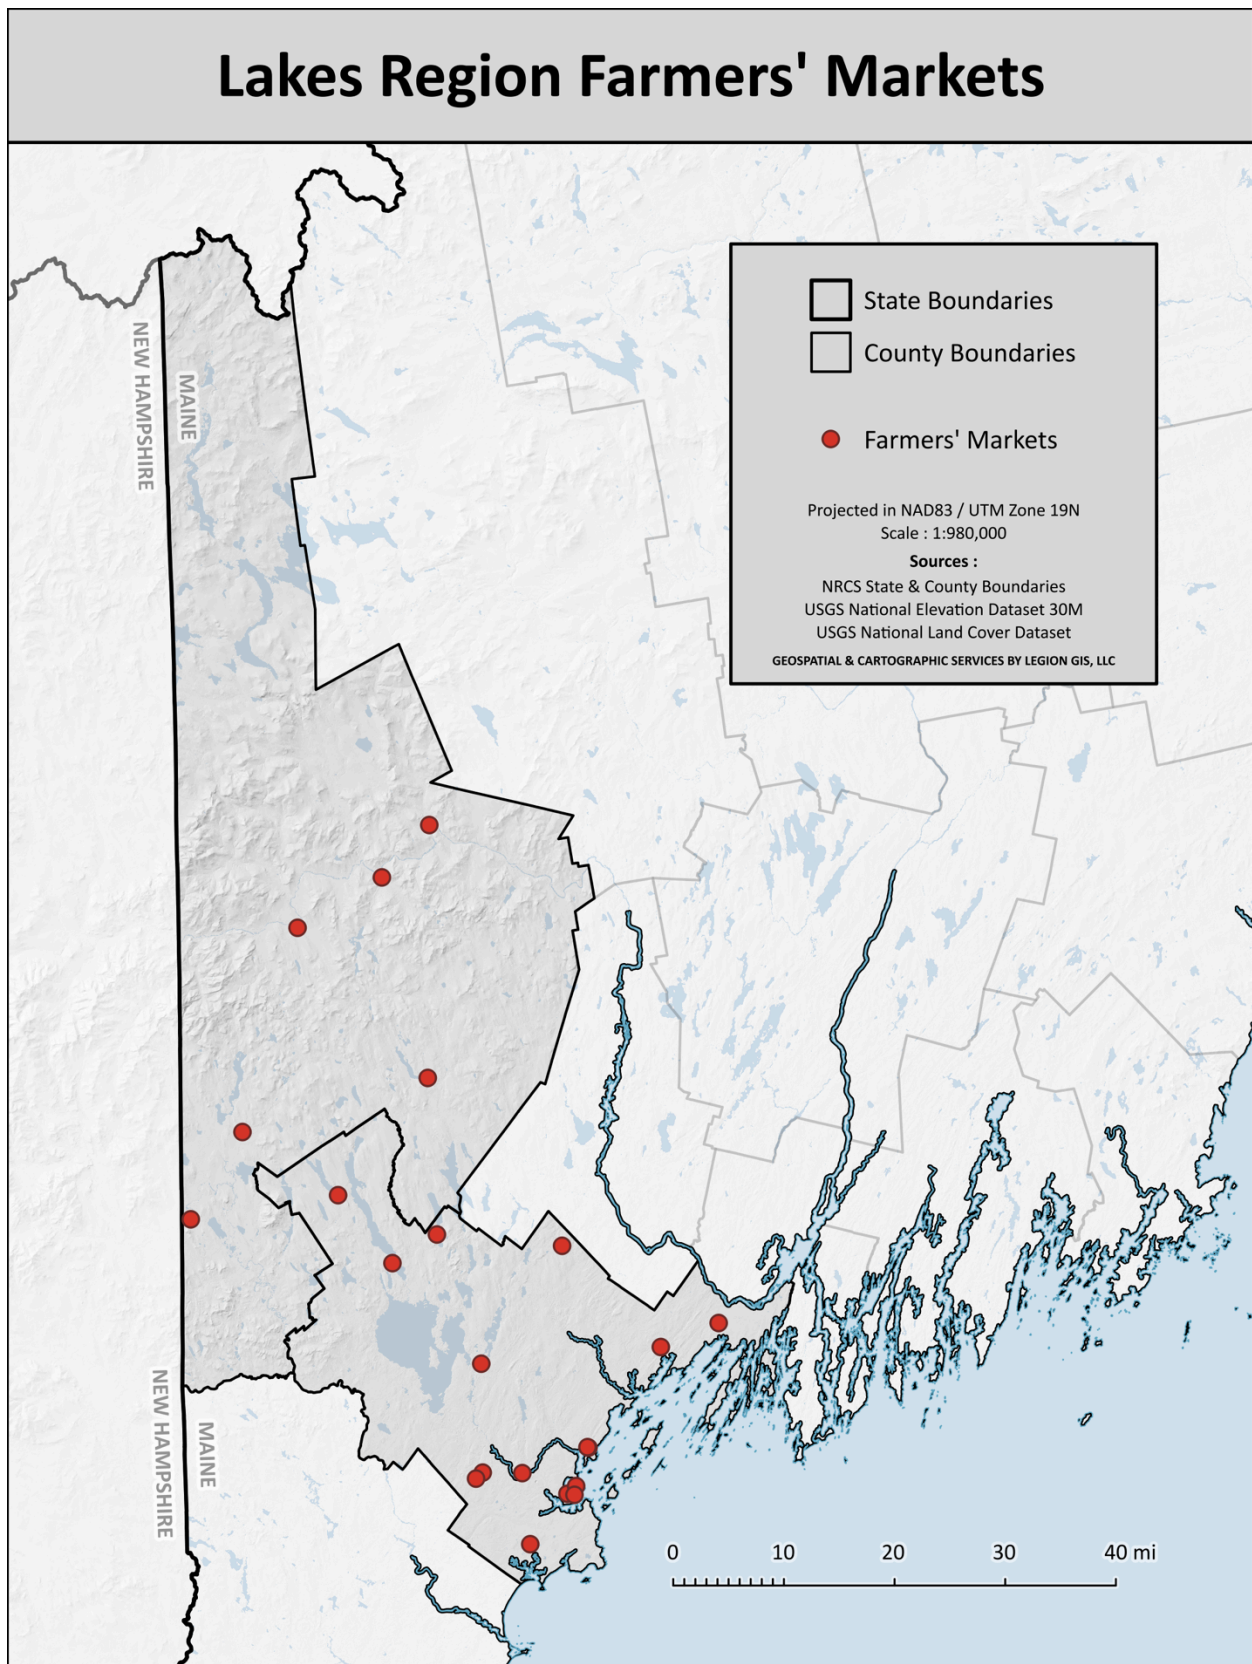 Lakes Region Farmers' Markets
State Boundaries
County Boundaries
NEW HAMPSHIRE
MAINE
Farmers' Markets
Projected in NAD83 / UTM Zone 19N
Scale : 1:980,000
Sources :
NRCS State & County Boundaries
USGS National Elevation Dataset 30M
USGS National Land Cover Dataset
GEOSPATIAL & CARTOGRAPHIC SERVICES BY LEGION GIS, LLC
NEW HAMPSHIRE
MAINE
0 10 20 30 40 mi